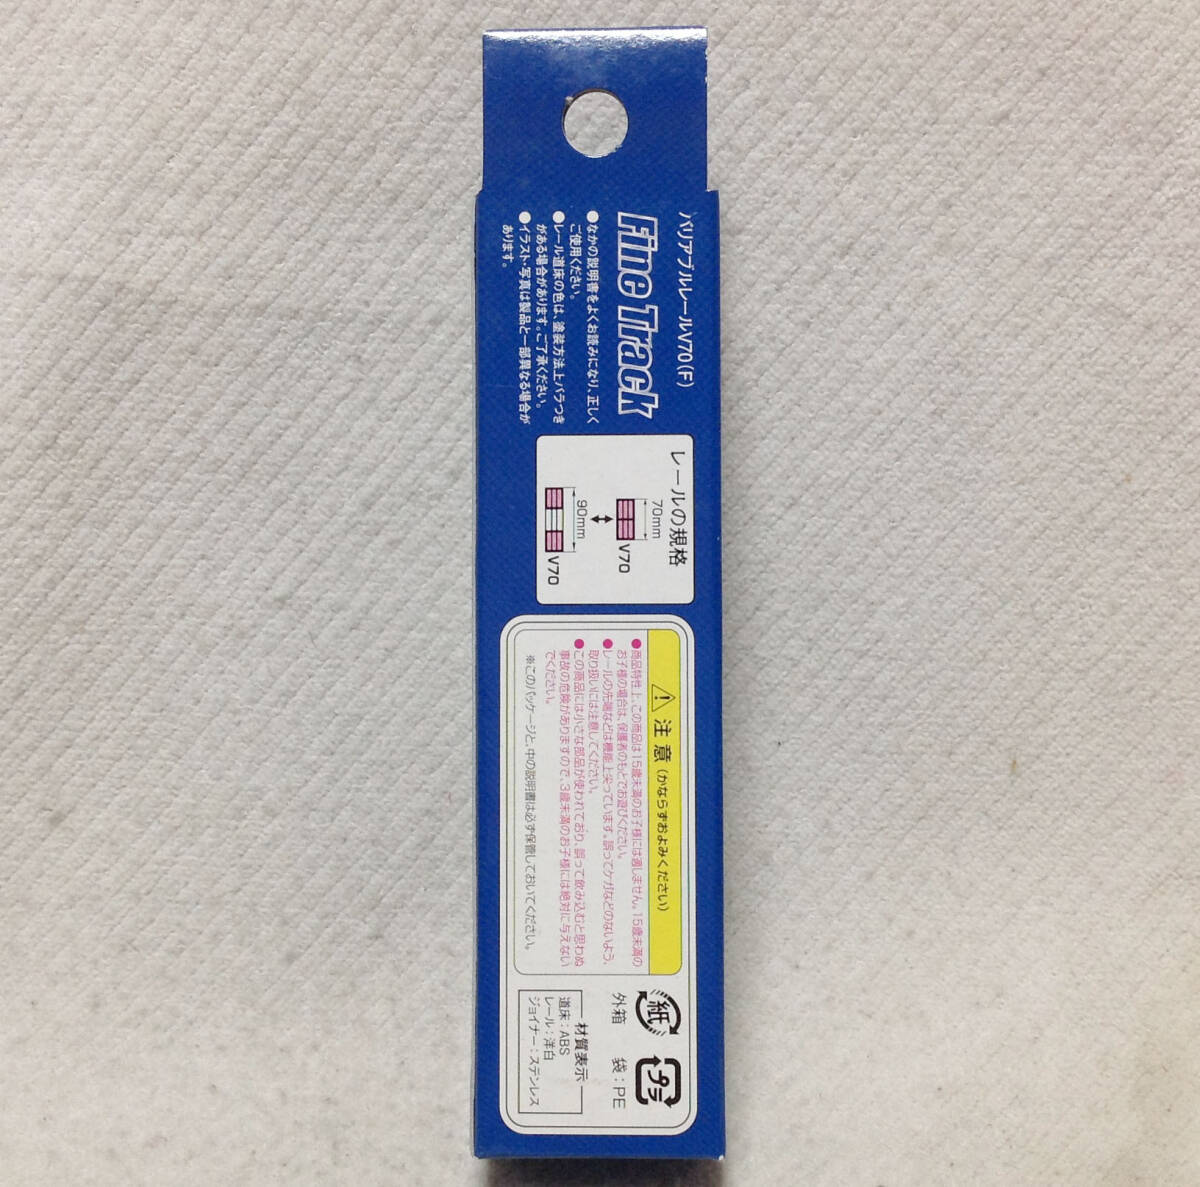 バリアブルレールV70(F)
Fine Track
●なかの説明書をよくお読みになり、正しく
ご使用ください。
●レール道床の色は、塗装方法上バラつき
がある場合があります。ご了承ください。
●イラスト・写真は製品と一部異なる場合が
あります。
レールの規格
70mm
V70
90mm
V70
注意(かならずおよみください)
●商品特性上、この商品は15歳未満のお子様には適しません。15歳未満の
お子様の場合は、保護者のもとでお遊びください。
●レールの先端などは機能上尖っています。誤ってケガなどのないよう、
取り扱いには注意してください。
●この商品には小さな部品が使われており、誤って飲み込むと思わぬ
事故の危険がありますので、3歳未満のお子様には絶対に与えない
でください。
※このパッケージと、中の説明書は必ず保管しておいてください。
紙
外箱
プラ
袋:PE
材質表示
道床:ABS
レール:洋白
ジョイナー:ステンレス